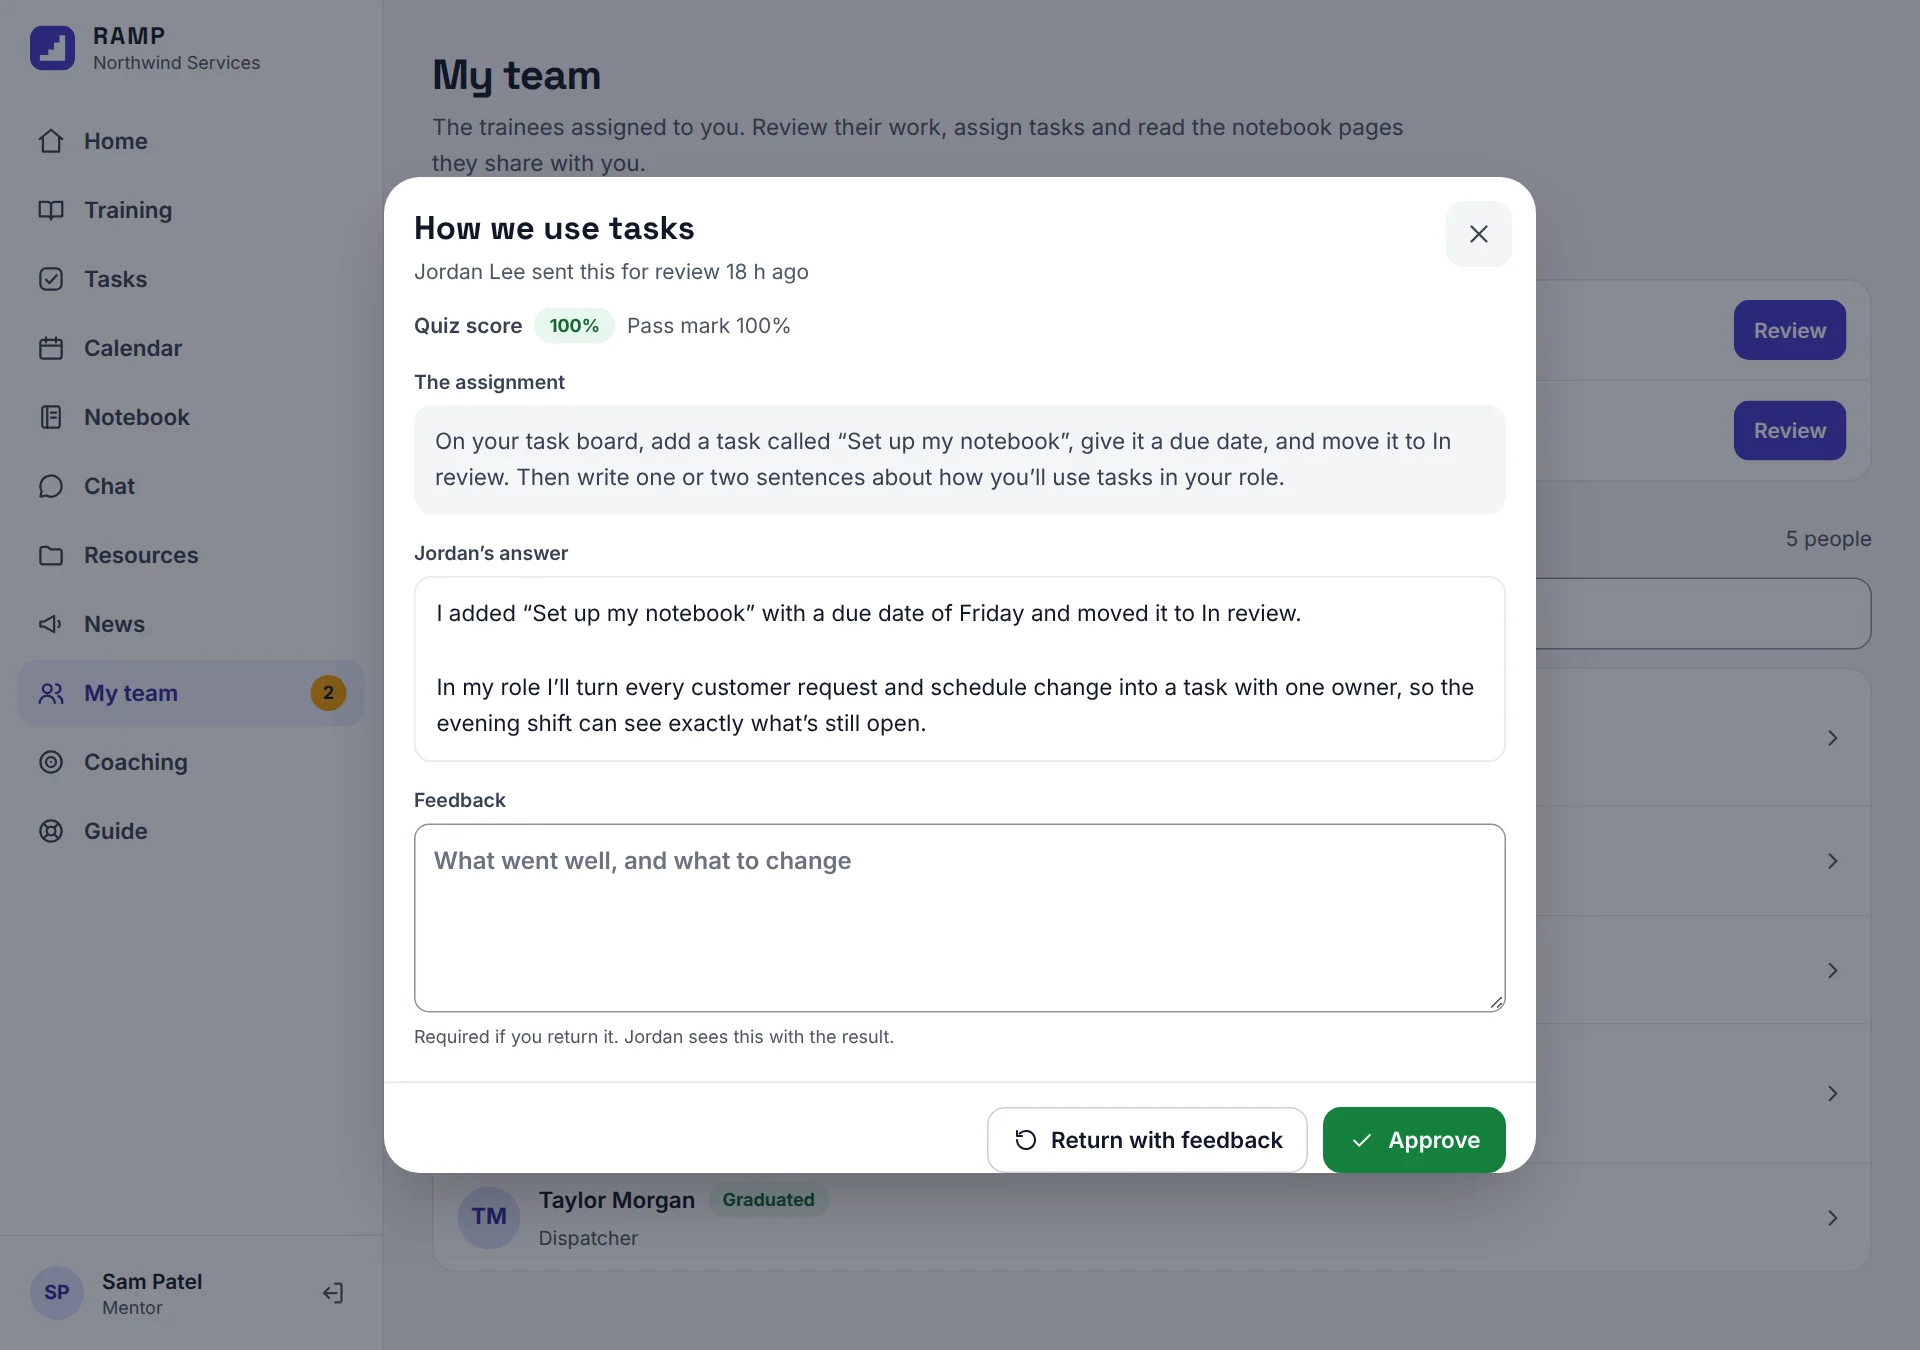 RAMP
Northwind Services
Home
Training
Tasks
Calendar
Notebook
Chat
Resources
News
My team
2
Coaching
Guide
SP
Sam Patel
Mentor
My team
The trainees assigned to you. Review their work, assign tasks and read the notebook pages
they share with you.
Review
Review
5 people
How we use tasks
Jordan Lee sent this for review 18 h ago
Quiz score 100% Pass mark 100%
The assignment
On your task board, add a task called “Set up my notebook”, give it a due date, and move it to In
review. Then write one or two sentences about how you’ll use tasks in your role.
Jordan’s answer
I added “Set up my notebook” with a due date of Friday and moved it to In review.
In my role I’ll turn every customer request and schedule change into a task with one owner, so the
evening shift can see exactly what’s still open.
Feedback
What went well, and what to change
Required if you return it. Jordan sees this with the result.
Return with feedback
Approve
TM
Taylor Morgan Graduated
Dispatcher